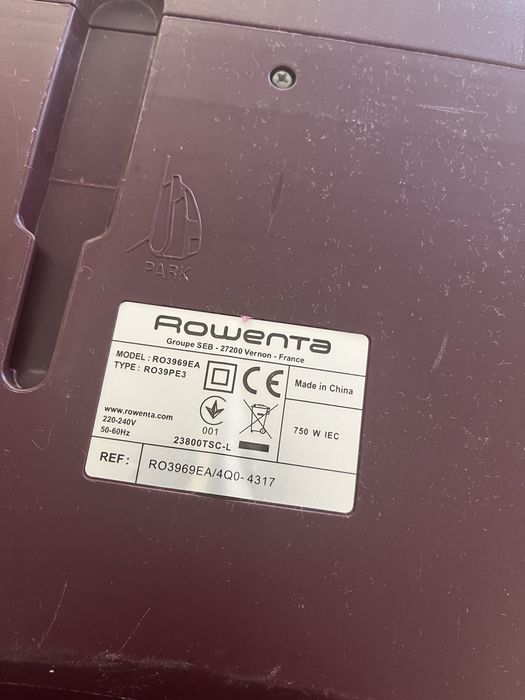 PARK
Rowenta
Groupe SEB - 27200 Vernon - France
MODEL : RO3969EA
TYPE : RO39PE3
CE
Made in China
www.rowenta.com
220-240V
50-60Hz
001
23800TSC-L
750 W IEC
REF:
RO3969EA/4Q0-4317